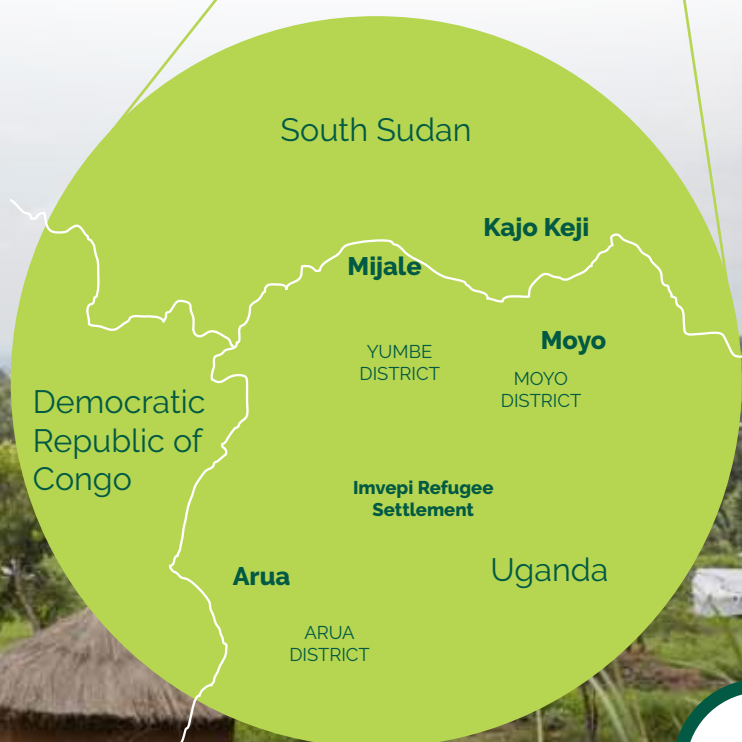 South Sudan
Kajo Keji
Mijale
Moyo
YUMBE
DISTRICT
MOYO
DISTRICT
Democratic
Republic of
Congo
Imvepi Refugee
Settlement
Uganda
Arua
ARUA
DISTRICT